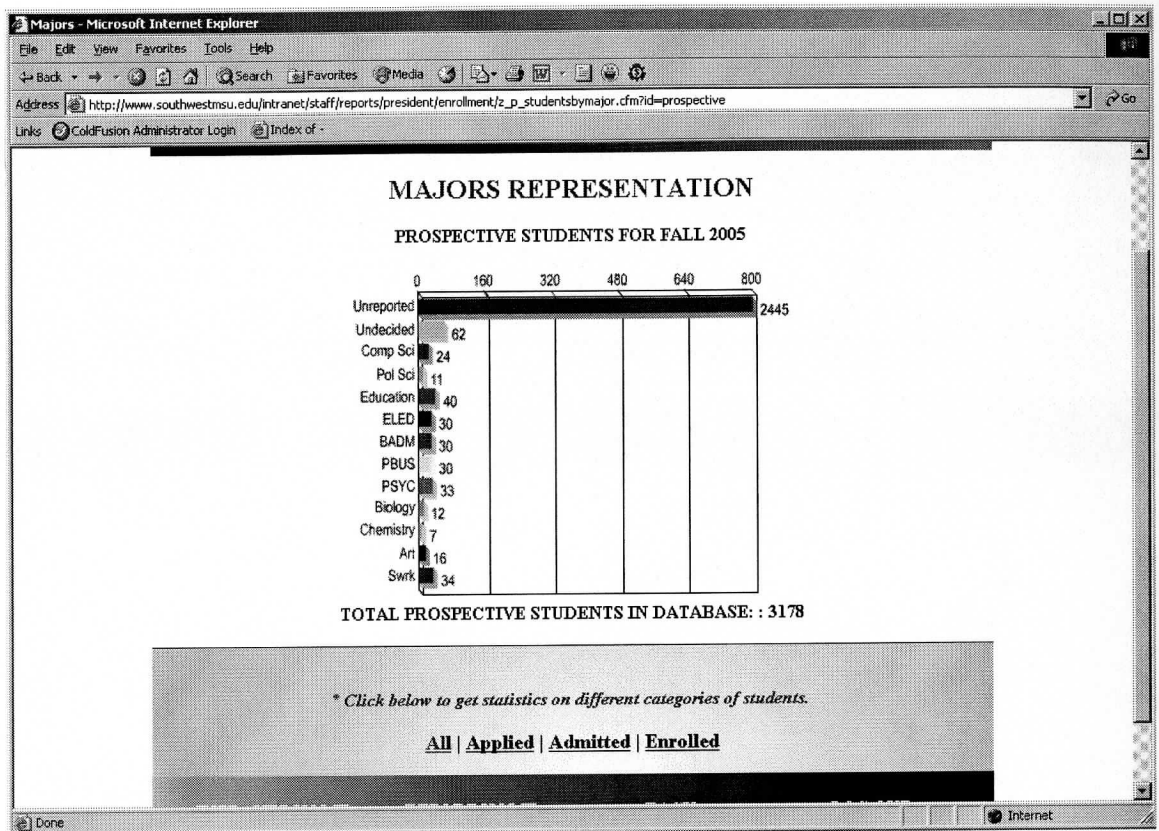 Majors - Microsoft Internet Explorer
File Edit View Favorites Tools Help
Back Search Favorites Media
Address http://www.southwestmsu.edu/intranet/staff/reports/president/enrollment/z_p_studentsbymajor.cfm?id=prospective Go
Links ColdFusion Administrator Login Index of -
MAJORS REPRESENTATION
PROSPECTIVE STUDENTS FOR FALL 2005
0 160 320 480 640 800
Unreported 2445
Undecided 62
Comp Sci 24
Pol Sci 11
Education 40
ELED 30
BADM 30
PBUS 30
PSYC 33
Biology 12
Chemistry 7
Art 16
Swrk 34
TOTAL PROSPECTIVE STUDENTS IN DATABASE: : 3178
* Click below to get statistics on different categories of students.
All | Applied | Admitted | Enrolled
Done Internet